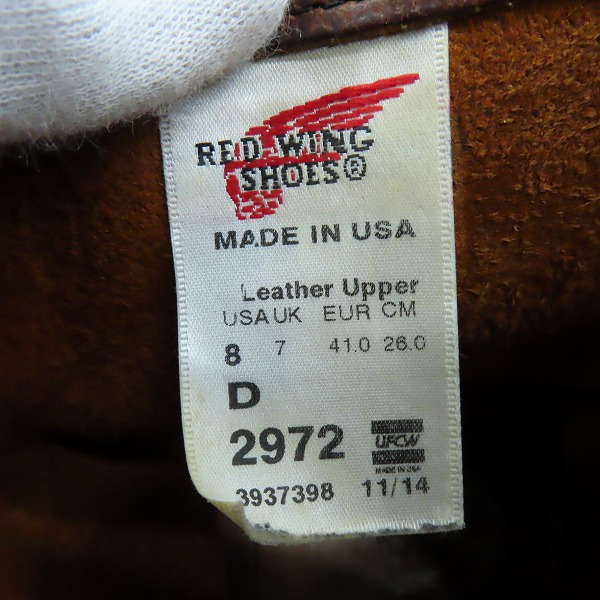 RED WING
SHOES®
MADE IN USA
Leather Upper
USA UK EUR CM
8 7 41.0 26.0
D
2972 UFCW
MADE IN USA
3937398 11/14